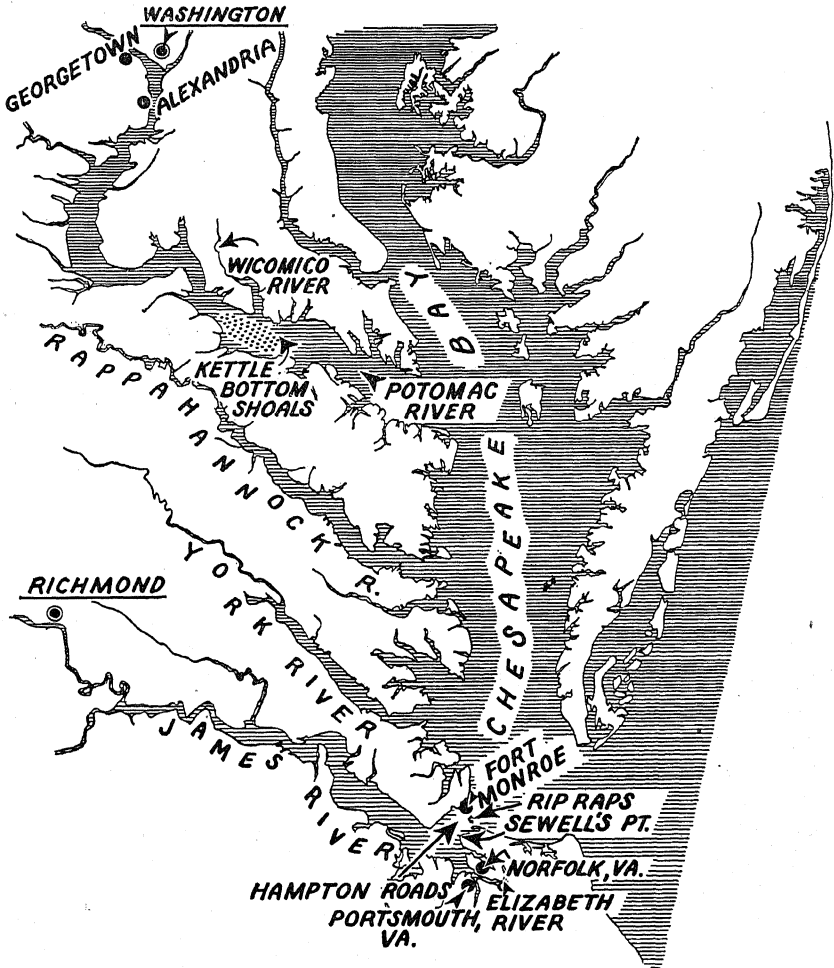 WASHINGTON
GEORGETOWN
ALEXANDRIA
WICOMICO
RIVER
BAY
RAPPAHANNOCK R.
KETTLE
BOTTOM
SHOALS
POTOMAC
RIVER
CHESAPEAKE
YORK RIVER
RICHMOND
JAMES RIVER
FORT
MONROE
RIP RAPS
SEWELL'S PT.
NORFOLK, VA.
HAMPTON ROADS
ELIZABETH
RIVER
PORTSMOUTH,
VA.